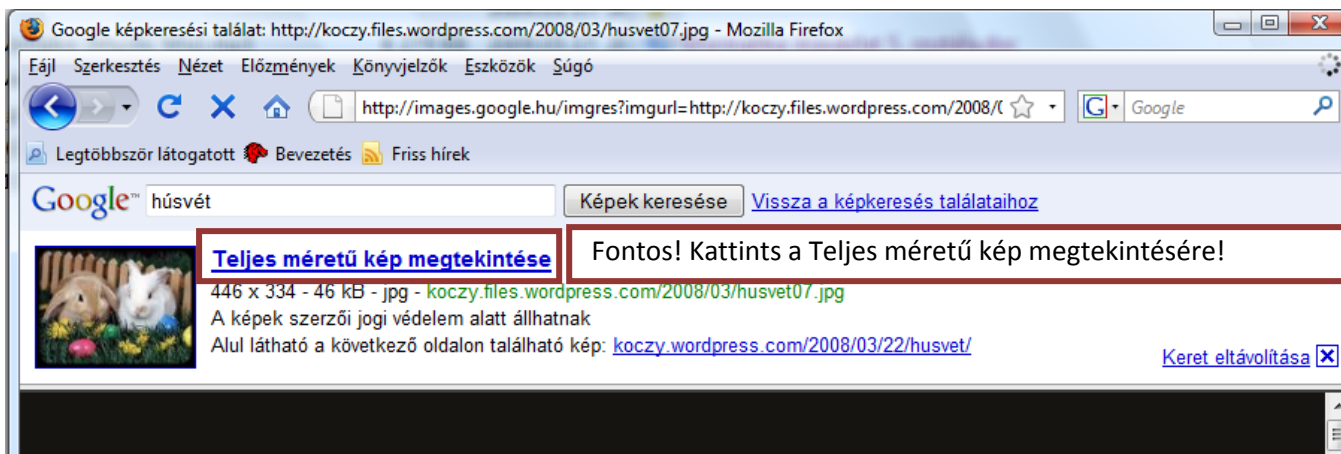 Google képkeresési találat: http://koczy.files.wordpress.com/2008/03/husvet07.jpg - Mozilla Firefox
Fájl Szerkesztés Nézet Előzmények Könyvjelzők Eszközök Súgó
http://images.google.hu/imgres?imgurl=http://koczy.files.wordpress.com/2008/( G Google
Legtöbbször látogatott Bevezetés Friss hírek
Google™ húsvét Képek keresése Vissza a képkeresés találataihoz
Teljes méretű kép megtekintése Fontos! Kattints a Teljes méretű kép megtekintésére!
446 x 334 - 46 kB - jpg - koczy.files.wordpress.com/2008/03/husvet07.jpg
A képek szerzői jogi védelem alatt állhatnak
Alul látható a következő oldalon található kép: koczy.wordpress.com/2008/03/22/husvet/
Keret eltávolítása